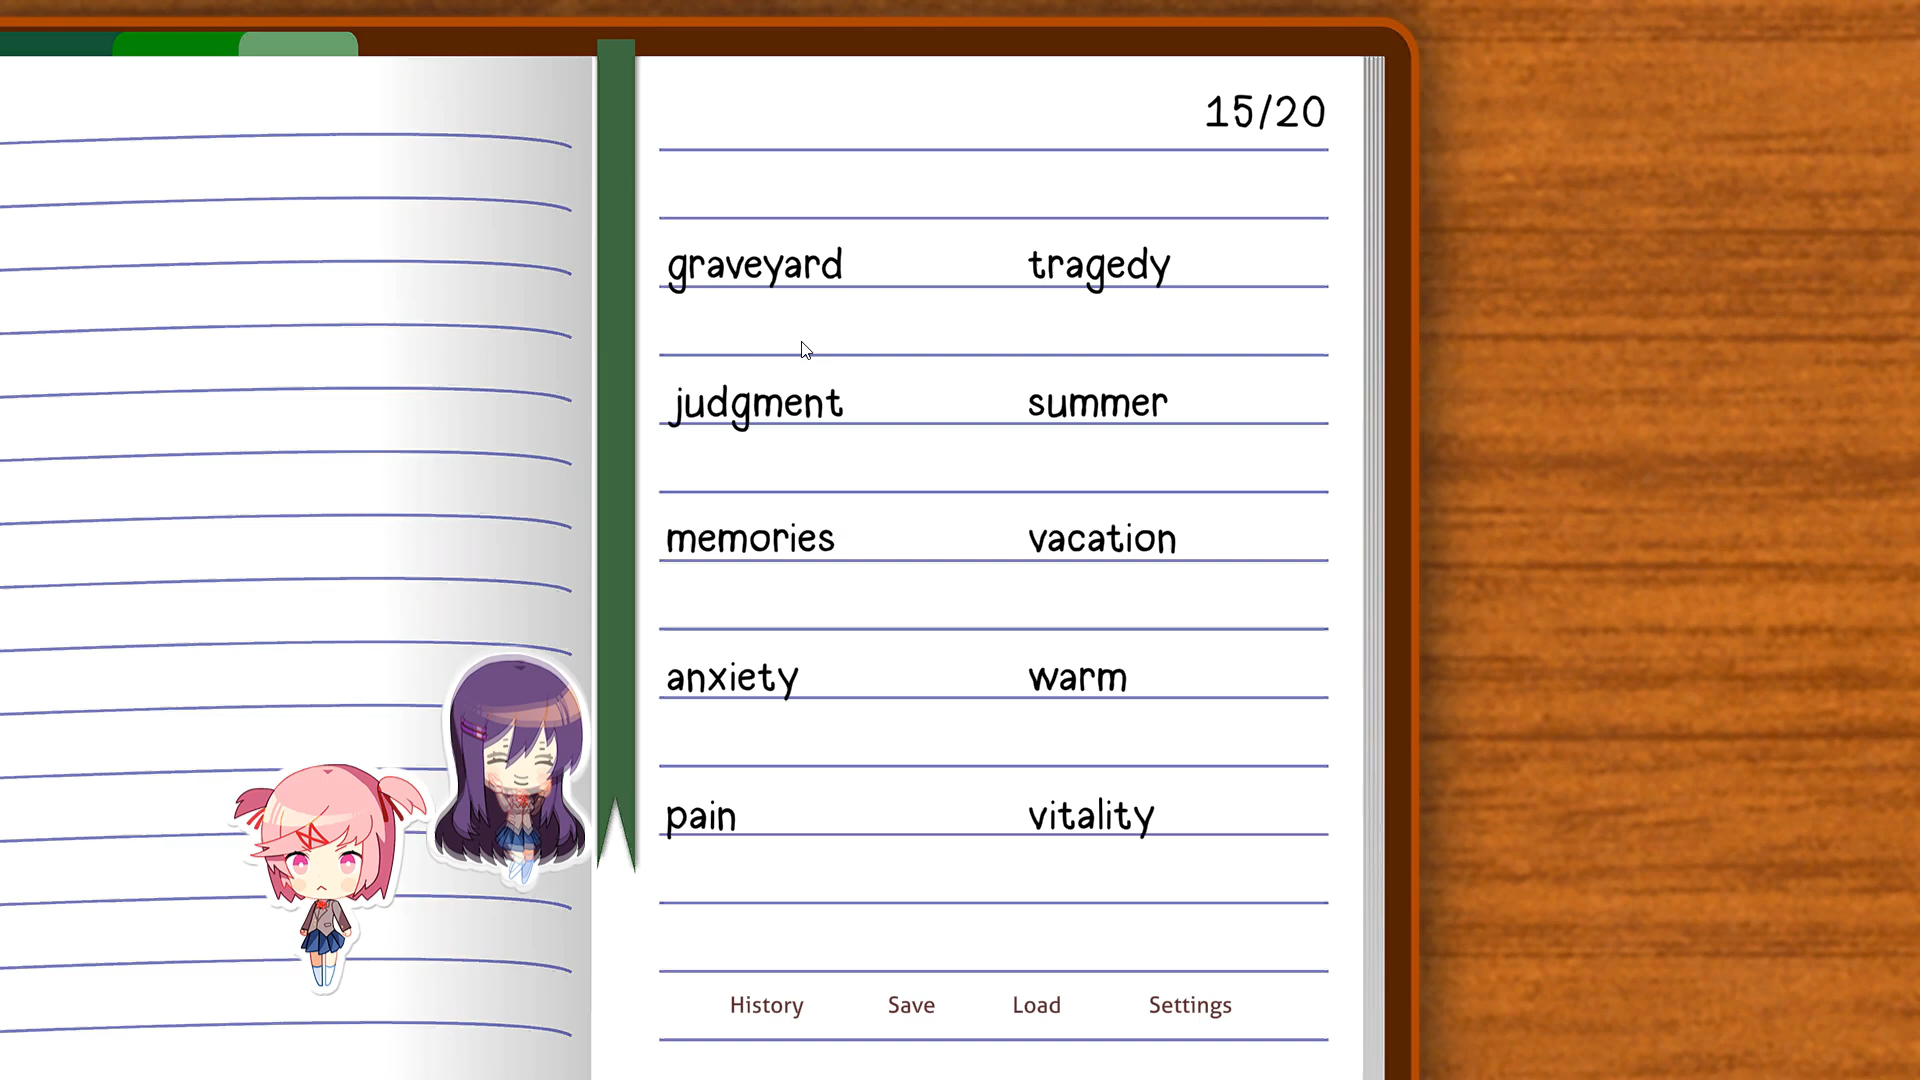 15/20
graveyard tragedy
judgment summer
memories vacation
anxiety warm
pain vitality
History Save Load Settings